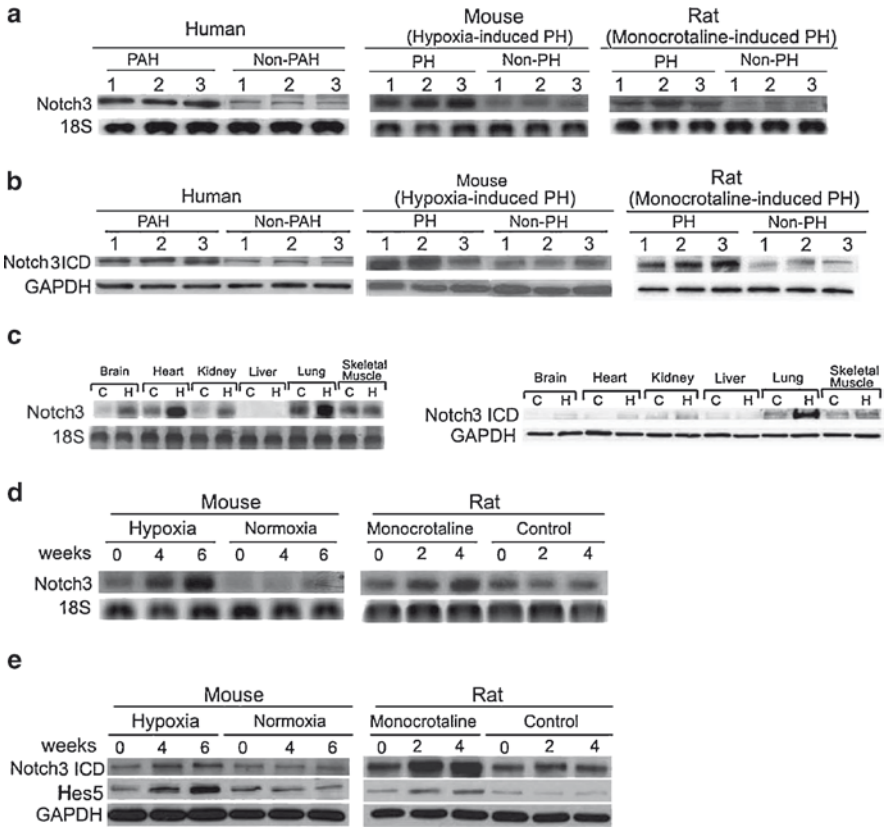 a
Human
PAH Non-PAH
1 2 3 1 2 3
Notch3
18S
Mouse
(Hypoxia-induced PH)
PH Non-PH
1 2 3 1 2 3
Rat
(Monocrotaline-induced PH)
PH Non-PH
1 2 3 1 2 3
b
Human
PAH Non-PAH
1 2 3 1 2 3
Notch3ICD
GAPDH
Mouse
(Hypoxia-induced PH)
PH Non-PH
1 2 3 1 2 3
Rat
(Monocrotaline-induced PH)
PH Non-PH
1 2 3 1 2 3
c
Brain Heart Kidney Liver Lung Skeletal Muscle
C H C H C H C H C H C H
Notch3
18S
Brain Heart Kidney Liver Lung Skeletal Muscle
C H C H C H C H C H C H
Notch3 ICD
GAPDH
d
Mouse
Hypoxia Normoxia
weeks 0 4 6 0 4 6
Notch3
18S
Rat
Monocrotaline Control
0 2 4 0 2 4
e
Mouse
Hypoxia Normoxia
weeks 0 4 6 0 4 6
Notch3 ICD
Hes5
GAPDH
Rat
Monocrotaline Control
0 2 4 0 2 4